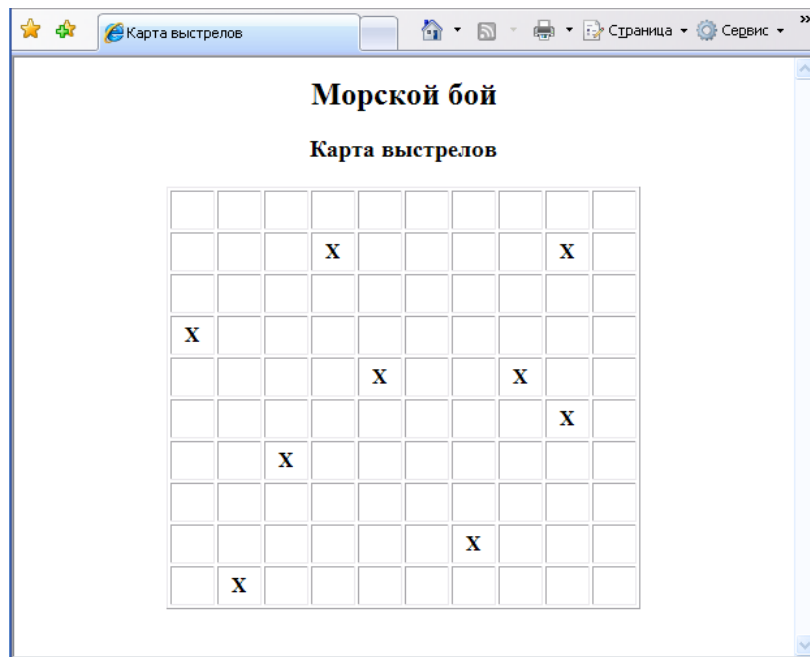 Карта выстрелов
Страница
Сервис
»
Морской бой
Карта выстрелов
X X
X
X X
X
X
X
X